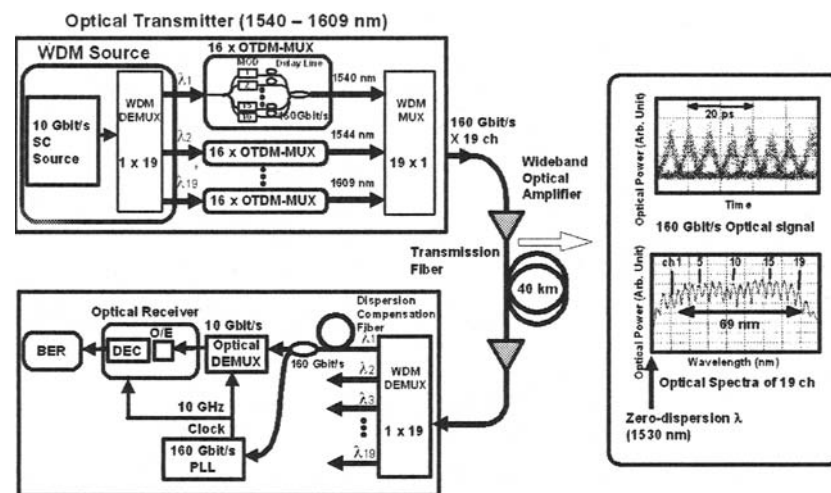 Optical Transmitter (1540 – 1609 nm)
WDM Source
16 x OTDM-MUX
MOD
Delay Line
λ1
1
2
15
16
160Gbit/s
1540 nm
10 Gbit/s
SC
Source
WDM
DEMUX
1 x 19
λ2
16 x OTDM-MUX
1544 nm
λ19
16 x OTDM-MUX
1609 nm
WDM
MUX
19 x 1
160 Gbit/s
X 19 ch
Wideband
Optical
Amplifier
Transmission
Fiber
40 km
Optical Power (Arb. Unit)
20 ps
Time
160 Gbit/s Optical signal
Optical Power (Arb. Unit)
ch1 5 10 15 19
69 nm
Wavelength (nm)
Optical Spectra of 19 ch
Zero-dispersion λ
(1530 nm)
Optical Receiver
O/E
BER
DEC
10 Gbit/s
Optical
DEMUX
Dispersion
Compensation
Fiber
160 Gbit/s
λ1
λ2
λ3
λ19
WDM
DEMUX
1 x 19
10 GHz
Clock
160 Gbit/s
PLL